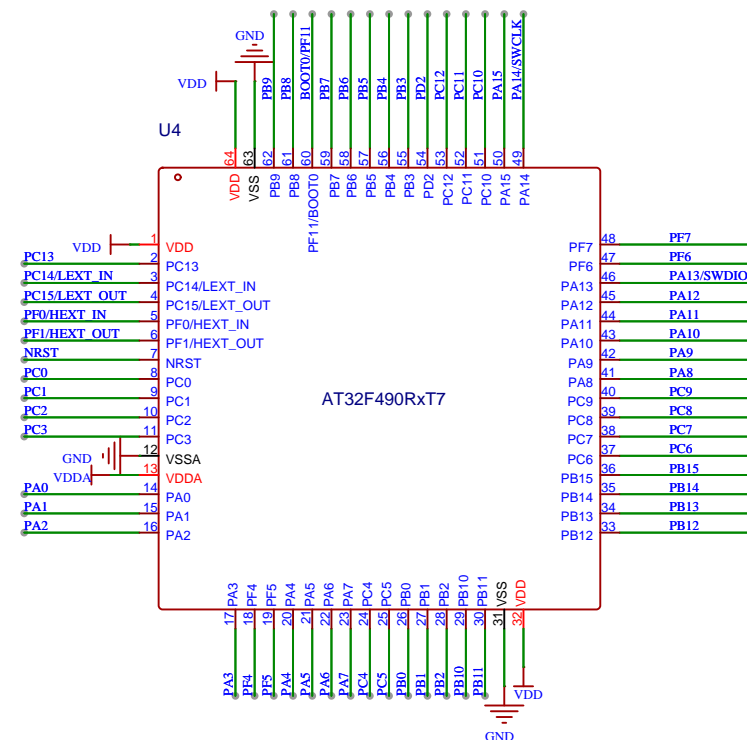 GND
VDD
PB9
PB8
BOOT0/PF11
PB7
PB6
PB5
PB4
PB3
PD2
PC12
PC11
PC10
PA15
PA14/SWCLK
U4
64
63
62
61
60
59
58
57
56
55
54
53
52
51
50
49
VDD
VSS
PB9
PB8
PF11/BOOT0
PB7
PB6
PB5
PB4
PB3
PD2
PC12
PC11
PC10
PA15
PA14
VDD 1 VDD
PC13 2 PC13
PC14/LEXT_IN 3 PC14/LEXT_IN
PC15/LEXT_OUT 4 PC15/LEXT_OUT
PF0/HEXT_IN 5 PF0/HEXT_IN
PF1/HEXT_OUT 6 PF1/HEXT_OUT
NRST 7 NRST
PC0 8 PC0
PC1 9 PC1
PC2 10 PC2
PC3 11 PC3
GND 12 VSSA
VDDA 13 VDDA
PA0 14 PA0
PA1 15 PA1
PA2 16 PA2
AT32F490RxT7
PF7 48 PF7
PF6 47 PF6
PA13 46 PA13/SWDIO
PA12 45 PA12
PA11 44 PA11
PA10 43 PA10
PA9 42 PA9
PA8 41 PA8
PC9 40 PC9
PC8 39 PC8
PC7 38 PC7
PC6 37 PC6
PB15 36 PB15
PB14 35 PB14
PB13 34 PB13
PB12 33 PB12
PA3
PF4
PF5
PA4
PA5
PA6
PA7
PC4
PC5
PB0
PB1
PB2
PB10
PB11
VSS
VDD
17
18
19
20
21
22
23
24
25
26
27
28
29
30
31
32
PA3
PF4
PF5
PA4
PA5
PA6
PA7
PC4
PC5
PB0
PB1
PB2
PB10
PB11
VDD
GND